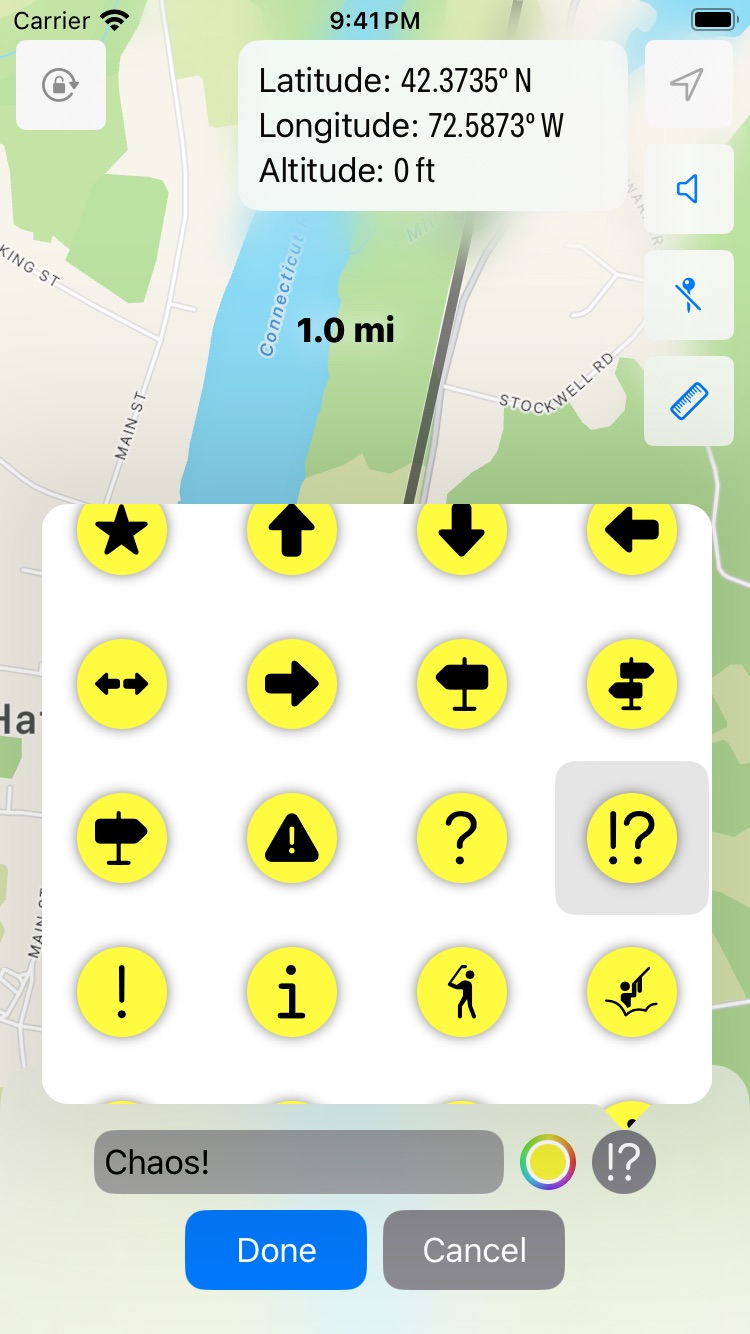 Carrier 9:41 PM
Latitude: 42.3735° N
Longitude: 72.5873° W
Altitude: 0 ft
KING ST
Connecticut
1.0 mi
MAIN ST
STOCKWELL RD
?
!?
!
i
MAIN ST
Chaos!
!?
Done
Cancel